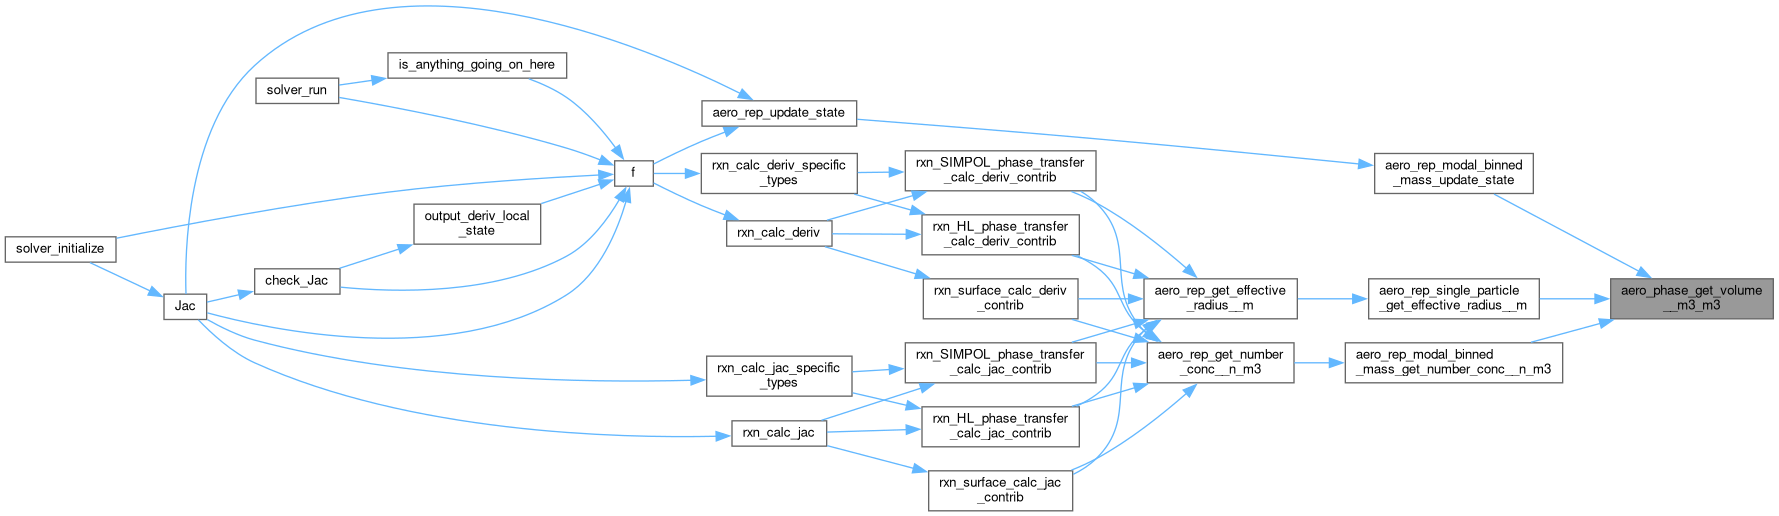 is_anything_going_on_here
solver_run
aero_rep_update_state
rxn_calc_deriv_specific
_types
rxn_SIMPOL_phase_transfer
_calc_deriv_contrib
aero_rep_modal_binned
_mass_update_state
f
output_deriv_local
_state
rxn_calc_deriv
rxn_HL_phase_transfer
_calc_deriv_contrib
solver_initialize
check_Jac
Jac
rxn_surface_calc_deriv
_contrib
aero_rep_get_effective
_radius__m
aero_rep_single_particle
_get_effective_radius__m
aero_phase_get_volume
__m3_m3
rxn_calc_jac_specific
_types
rxn_SIMPOL_phase_transfer
_calc_jac_contrib
aero_rep_get_number
_conc__n_m3
aero_rep_modal_binned
_mass_get_number_conc__n_m3
rxn_calc_jac
rxn_HL_phase_transfer
_calc_jac_contrib
rxn_surface_calc_jac
_contrib